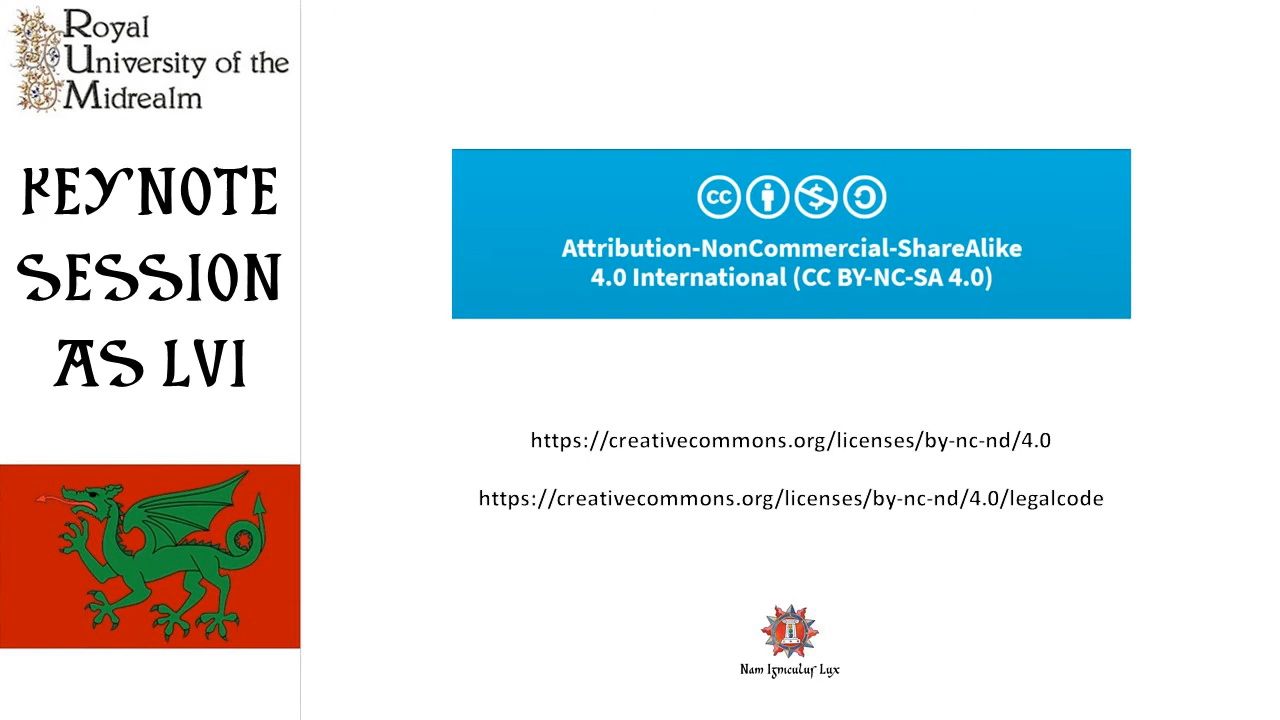 Royal
University of the
Midrealm
KEYNOTE
SESSION
AS LVI
Attribution-NonCommercial-ShareAlike
4.0 International (CC BY-NC-SA 4.0)
https://creativecommons.org/licenses/by-nc-nd/4.0
https://creativecommons.org/licenses/by-nc-nd/4.0/legalcode
Nam Igniculus Lux